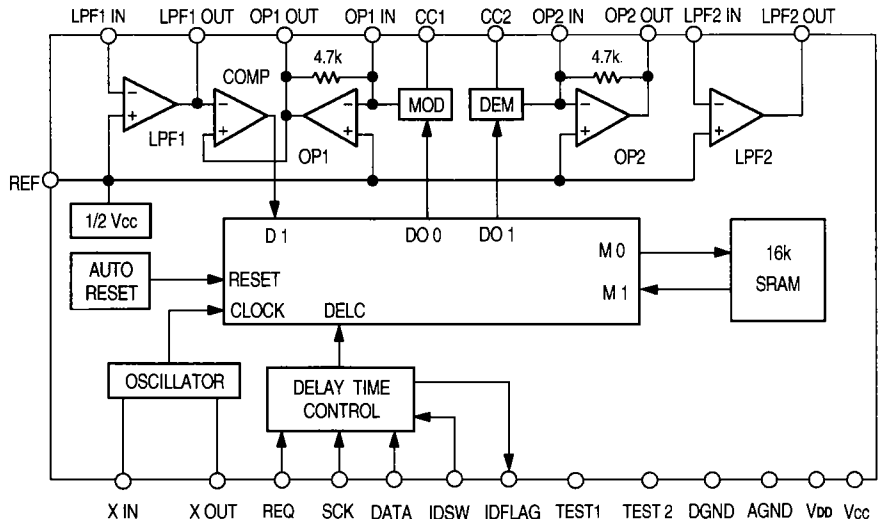 LPF1 IN LPF1 OUT OP1 OUT OP1 IN CC1 CC2 OP2 IN OP2 OUT LPF2 IN LPF2 OUT
4.7k 4.7k.
COMP
MOD DEM
LPF1 OP1 OP2 LPF2
REF
1/2 Vcc
D 1 DO 0 DO 1
M 0
16k
SRAM
AUTO
RESET
RESET
M 1
CLOCK DELC
OSCILLATOR
DELAY TIME
CONTROL
X IN X OUT REQ SCK DATA IDSW IDFLAG TEST1 TEST 2 DGND AGND VDD Vcc